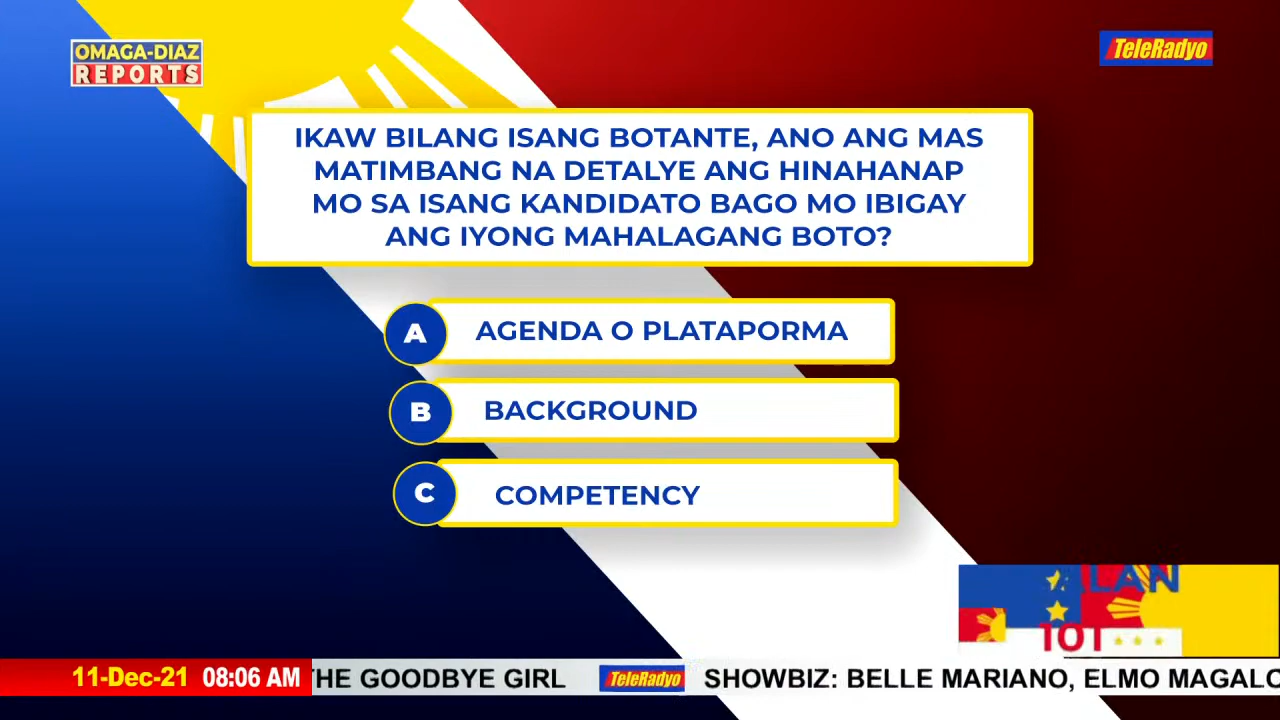 OMAGA-DIAZ
REPORTS
TeleRadyo
IKAW BILANG ISANG BOTANTE, ANO ANG MAS
MATIMBANG NA DETALYE ANG HINAHANAP
MO SA ISANG KANDIDATO BAGO MO IBIGAY
ANG IYONG MAHALAGANG BOTO?
A AGENDA O PLATAPORMA
B BACKGROUND
C COMPETENCY
101
11-Dec-21 08:06 AM THE GOODBYE GIRL TeleRadyo SHOWBIZ: BELLE MARIANO, ELMO MAGALO